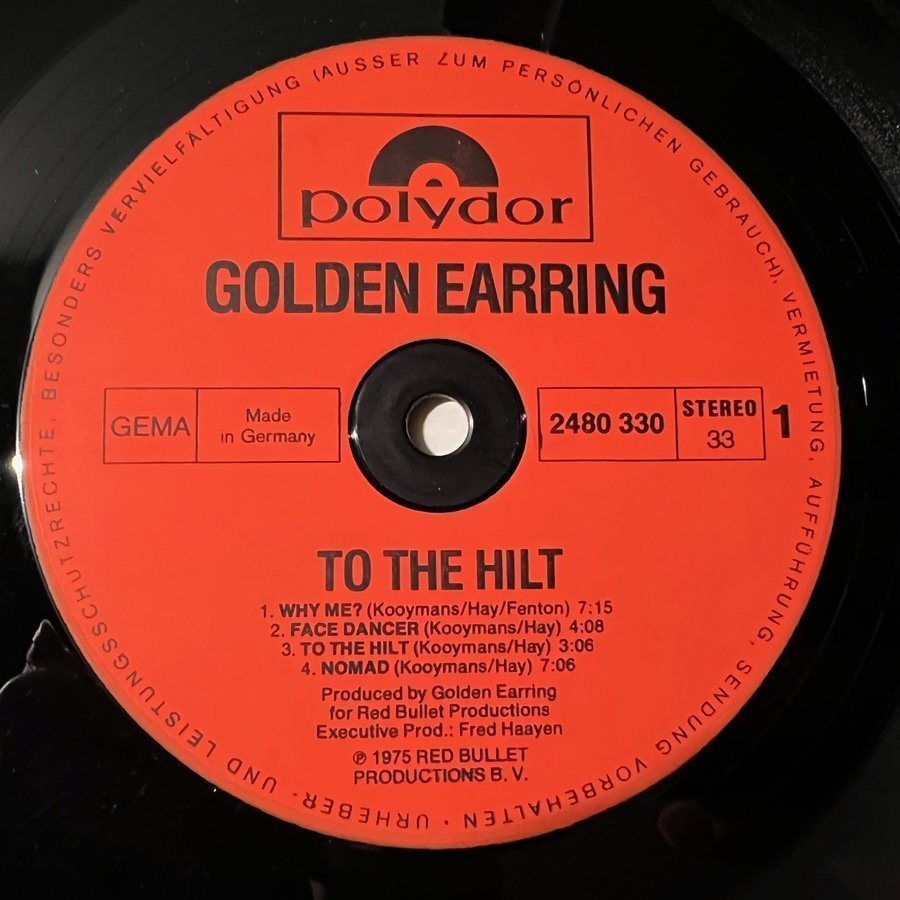 URHEBER- UND LEISTUNGSSCHUTZRECHTE, BESONDERS VERVIELFÄLTIGUNG (AUSSER ZUM PERSÖNLICHEN GEBRAUCH), VERMIETUNG, AUFFÜHRUNG, SENDUNG VORBEHALTEN ·
polydor
GOLDEN EARRING
GEMA
Made
in Germany
2480 330
STEREO
33
1
TO THE HILT
1. WHY ME? (Kooymans/Hay/Fenton) 7:15
2. FACE DANCER (Kooymans/Hay) 4:08
3. TO THE HILT (Kooymans/Hay) 3:06
4. NOMAD (Kooymans/Hay) 7:06
Produced by Golden Earring
for Red Bullet Productions
Executive Prod.: Fred Haayen
℗ 1975 RED BULLET
PRODUCTIONS B. V.